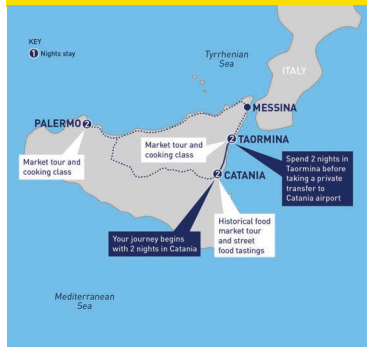 KEY
1 Nights stay
Tyrrhenian
Sea
ITALY
MESSINA
PALERMO 2
Market tour and
cooking class
Market tour and
cooking class
2 TAORMINA
Spend 2 nights in
Taormina before
taking a private
transfer to
Catania airport
2 CATANIA
Your journey begins
with 2 nights in Catania
Historical food
market tour
and street
food tastings
Mediterranean
Sea